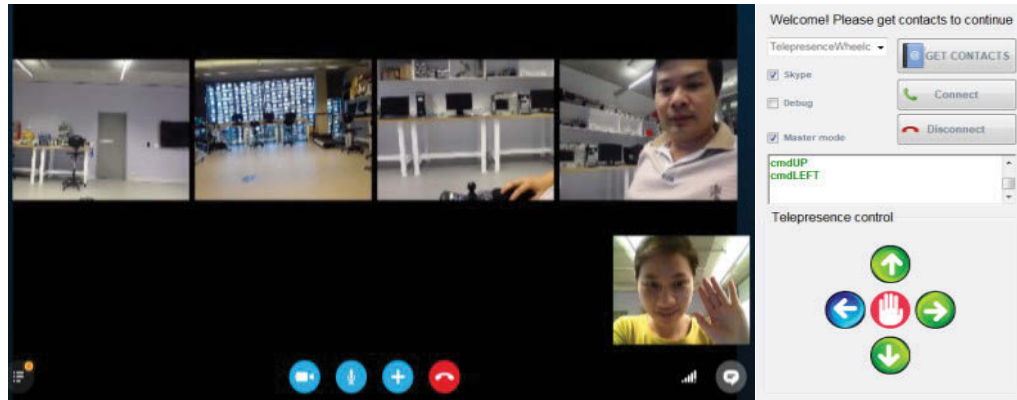 Welcome! Please get contacts to continue
TelepresenceWheelc
GET CONTACTS
Skype
Connect
Debug
Disconnect
Master mode
cmdUP
cmdLEFT
Telepresence control